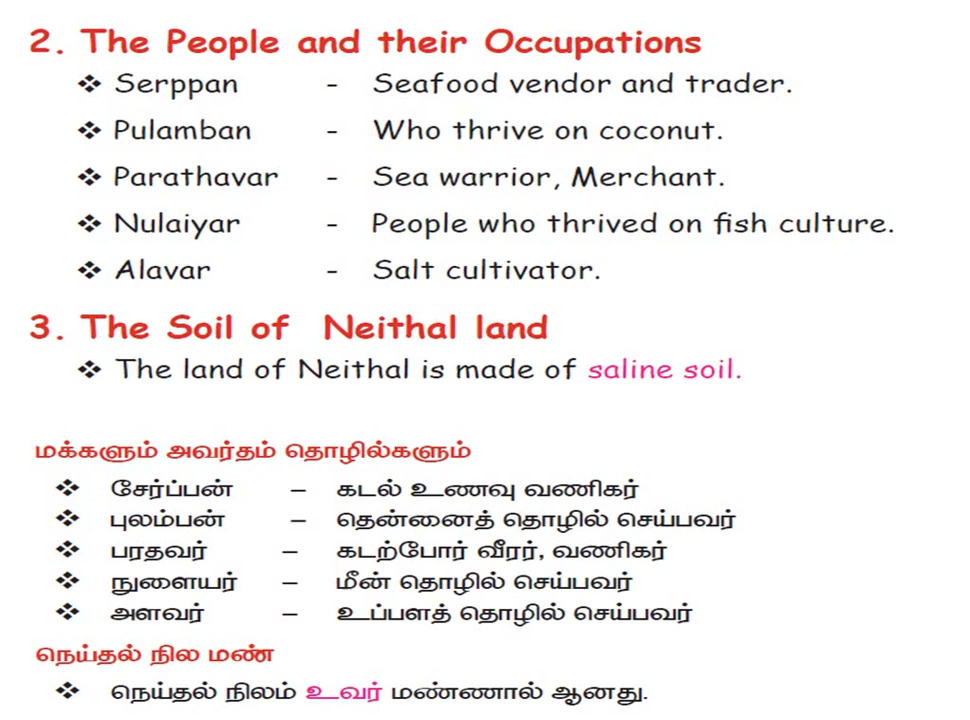 2. The People and their Occupations
❖ Serppan - Seafood vendor and trader.
❖ Pulamban - Who thrive on coconut.
❖ Parathavar - Sea warrior, Merchant.
❖ Nulaiyar - People who thrived on fish culture.
❖ Alavar - Salt cultivator.
3. The Soil of Neithal land
❖ The land of Neithal is made of saline soil.
மக்களும் அவர்தம் தொழில்களும்
❖ சேர்ப்பன் – கடல் உணவு வணிகர்
❖ புலம்பன் – தென்னைத் தொழில் செய்பவர்
❖ பரதவர் – கடற்போர் வீரர், வணிகர்
❖ நுளையர் – மீன் தொழில் செய்பவர்
❖ அளவர் – உப்பளத் தொழில் செய்பவர்
நெய்தல் நில மண்
❖ நெய்தல் நிலம் உவர் மண்ணால் ஆனது.